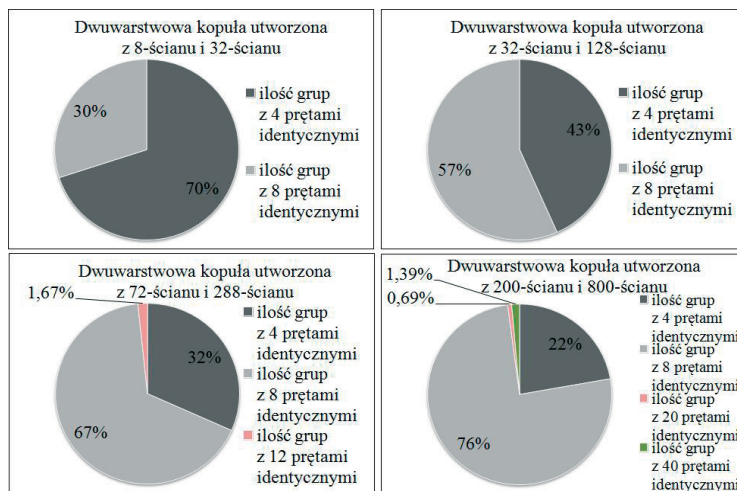 Dwuwarstwowa kopuła utworzona
z 8-ścianu i 32-ścianu
30%
70%
ilość grup
z 4 prętami
identycznymi
ilość grup
z 8 prętami
identycznymi
Dwuwarstwowa kopuła utworzona
z 32-ścianu i 128-ścianu
43%
57%
ilość grup
z 4 prętami
identycznymi
ilość grup
z 8 prętami
identycznymi
Dwuwarstwowa kopuła utworzona
z 72-ścianu i 288-ścianu
1,67%
32%
67%
ilość grup
z 4 prętami
identycznymi
ilość grup
z 8 prętami
identycznymi
ilość grup
z 12 prętami
identycznymi
Dwuwarstwowa kopuła utworzona
z 200-ścianu i 800-ścianu
1,39%
0,69%
22%
76%
ilość grup
z 4 prętami
identycznymi
ilość grup
z 8 prętami
identycznymi
ilość grup
z 20 prętami
identycznymi
ilość grup
z 40 prętami
identycznymi